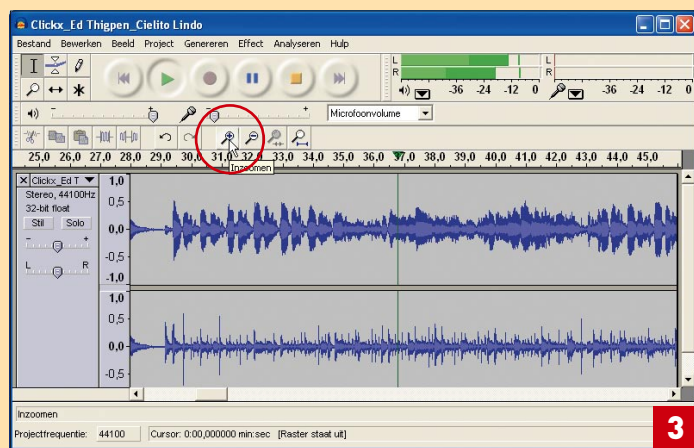 Clickx_Ed Thigpen_Cielito Lindo
Bestand Bewerken Beeld Project Genereren Effect Analyseren Hulp
L
R
-36 -24 -12 0
L
R
-36 -24 -12 0
- +
- +
Microfoonvolume
25,0 26,0 27,0 28,0 29,0 30,0 31,0 32,0 33,0 34,0 35,0 36,0 37,0 38,0 39,0 40,0 41,0 42,0 43,0 44,0 45,0
Inzoomen
Clickx_Ed T
Stereo, 44100Hz
32-bit float
Stil Solo
- +
L R
1,0
0,5
0,0
-0,5
-1,0
1,0
0,5
0,0
-0,5
Inzoomen
Projectfrequentie: 44100 Cursor: 0:00,000000 min:sec [Raster staat uit]
3